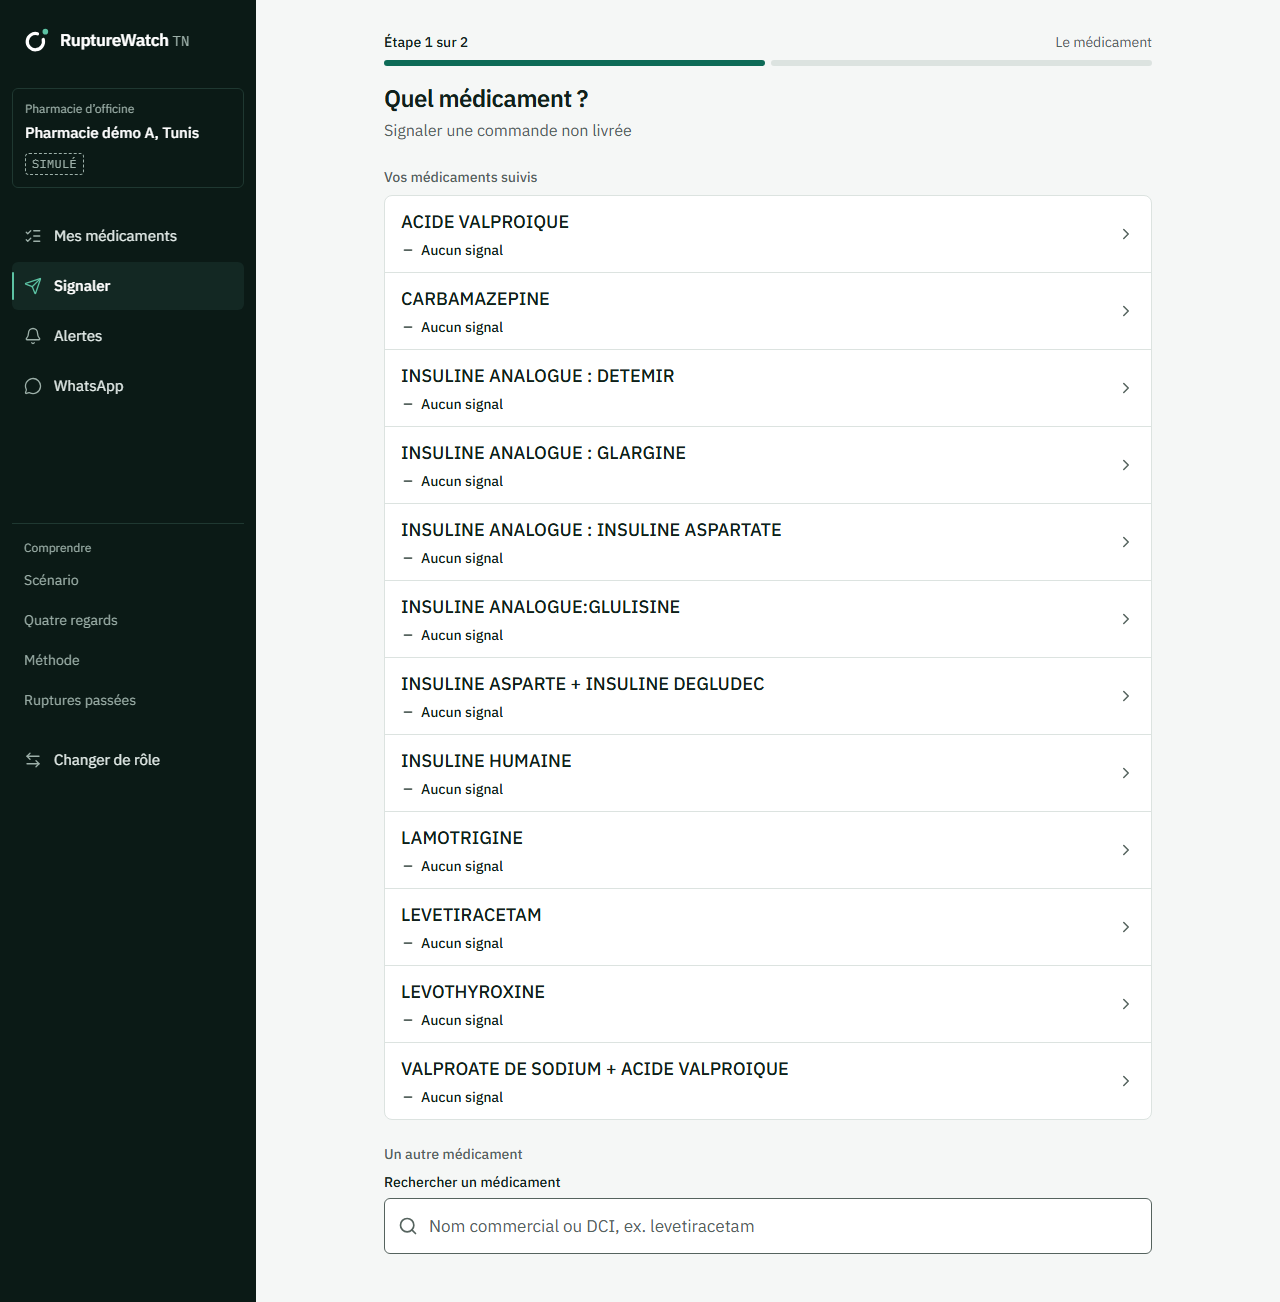 RuptureWatch TN
Pharmacie d'officine
Pharmacie démo A, Tunis
SIMULÉ
Mes médicaments
Signaler
Alertes
WhatsApp
Comprendre
Scénario
Quatre regards
Méthode
Ruptures passées
Changer de rôle
Étape 1 sur 2
Le médicament
Quel médicament ?
Signaler une commande non livrée
Vos médicaments suivis
ACIDE VALPROIQUE
– Aucun signal
CARBAMAZEPINE
– Aucun signal
INSULINE ANALOGUE : DETEMIR
– Aucun signal
INSULINE ANALOGUE : GLARGINE
– Aucun signal
INSULINE ANALOGUE : INSULINE ASPARTATE
– Aucun signal
INSULINE ANALOGUE:GLULISINE
– Aucun signal
INSULINE ASPARTE + INSULINE DEGLUDEC
– Aucun signal
INSULINE HUMAINE
– Aucun signal
LAMOTRIGINE
– Aucun signal
LEVETIRACETAM
– Aucun signal
LEVOTHYROXINE
– Aucun signal
VALPROATE DE SODIUM + ACIDE VALPROIQUE
– Aucun signal
Un autre médicament
Rechercher un médicament
Nom commercial ou DCI, ex. levetiracetam